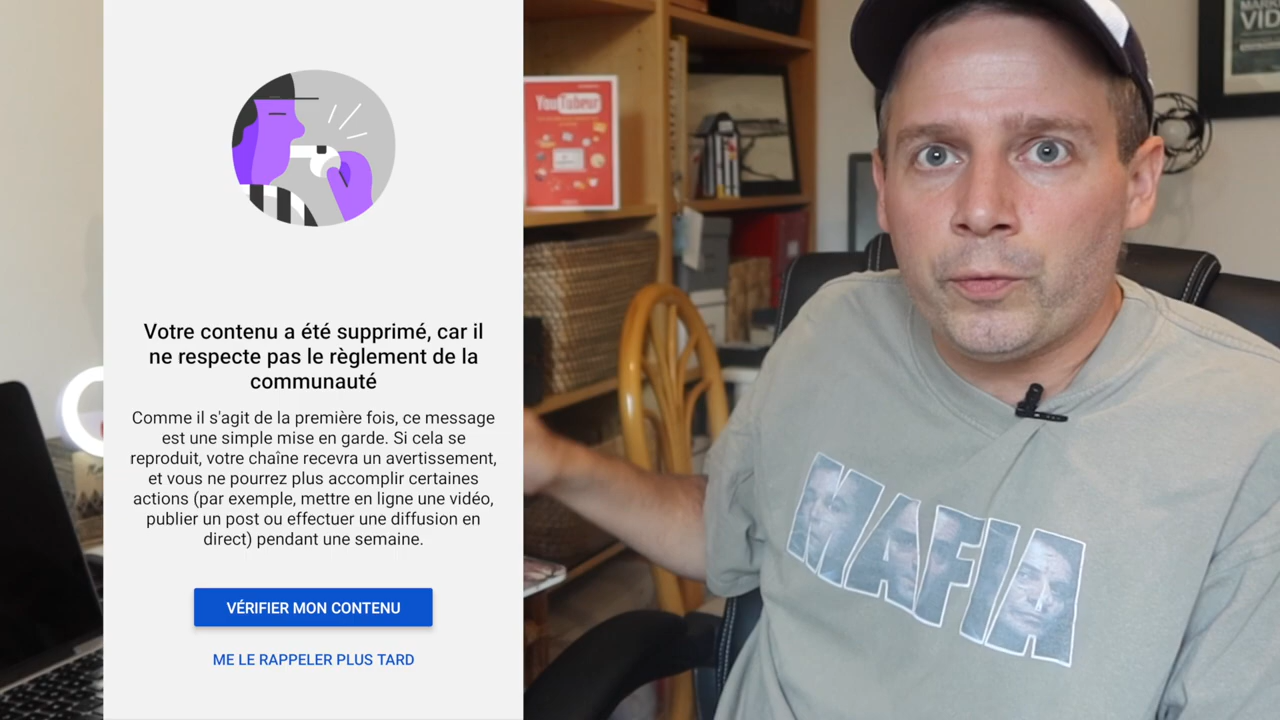 Votre contenu a été supprimé, car il
ne respecte pas le règlement de la
communauté
Comme il s'agit de la première fois, ce message
est une simple mise en garde. Si cela se
reproduit, votre chaîne recevra un avertissement,
et vous ne pourrez plus accomplir certaines
actions (par exemple, mettre en ligne une vidéo,
publier un post ou effectuer une diffusion en
direct) pendant une semaine.
VÉRIFIER MON CONTENU
ME LE RAPPELER PLUS TARD
YouTubeur
VID
MAFIA